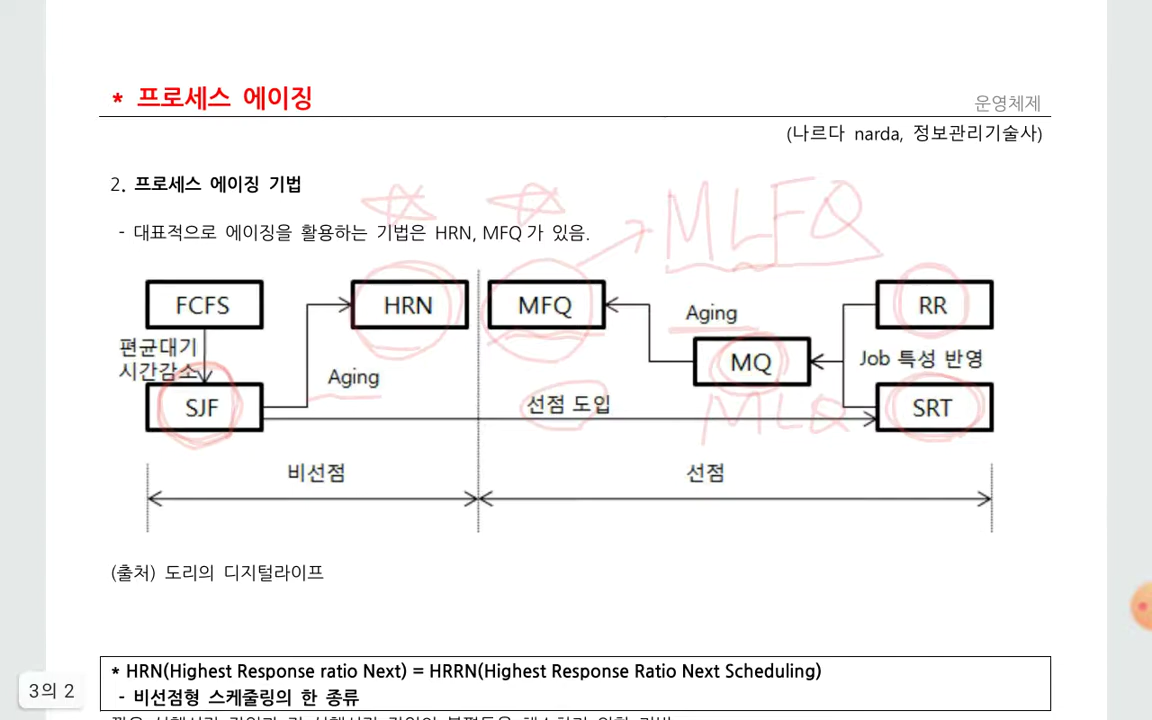 * 프로세스 에이징
운영체제
(나르다 narda, 정보관리기술사)
2. 프로세스 에이징 기법
- 대표적으로 에이징을 활용하는 기법은 HRN, MFQ가 있음.
MLFQ
FCFS
HRN
MFQ
Aging
RR
편균대기
시간감소
Aging
MQ
Job 특성 반영
SJF
선점 도입
MLQ
SRT
비선점
선점
(출처) 도리의 디지털라이프
* HRN(Highest Response ratio Next) = HRRN(Highest Response Ratio Next Scheduling)
- 비선점형 스케줄링의 한 종류
3의 2